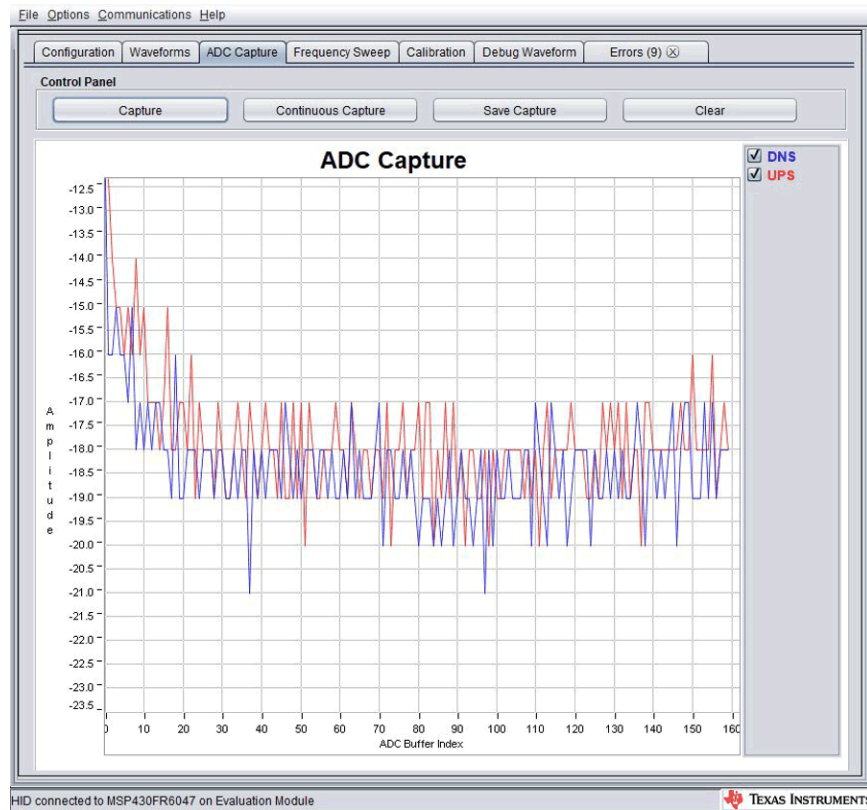 File Options Communications Help
Configuration Waveforms ADC Capture Frequency Sweep Calibration Debug Waveform Errors (9)
Control Panel
Capture Continuous Capture Save Capture Clear
ADC Capture
DNS
UPS
-12.5
-13.0
-13.5
-14.0
-14.5
-15.0
-15.5
-16.0
-16.5
-17.0
-17.5
-18.0
-18.5
-19.0
-19.5
-20.0
-20.5
-21.0
-21.5
-22.0
-22.5
-23.0
-23.5
Amplitude
0 10 20 30 40 50 60 70 80 90 100 110 120 130 140 150 160
ADC Buffer Index
HID connected to MSP430FR6047 on Evaluation Module
TEXAS INSTRUMENTS